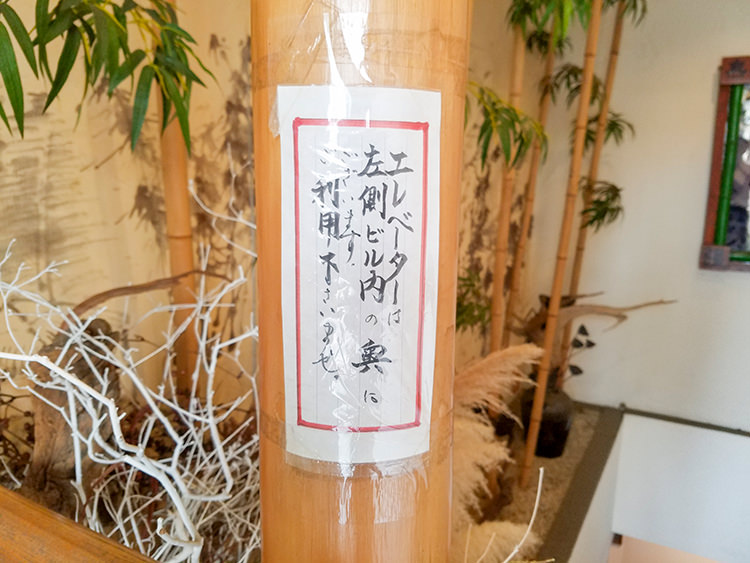 エレベーターは
左側ビル内の奥に
ございます。
ご利用下さいませ。